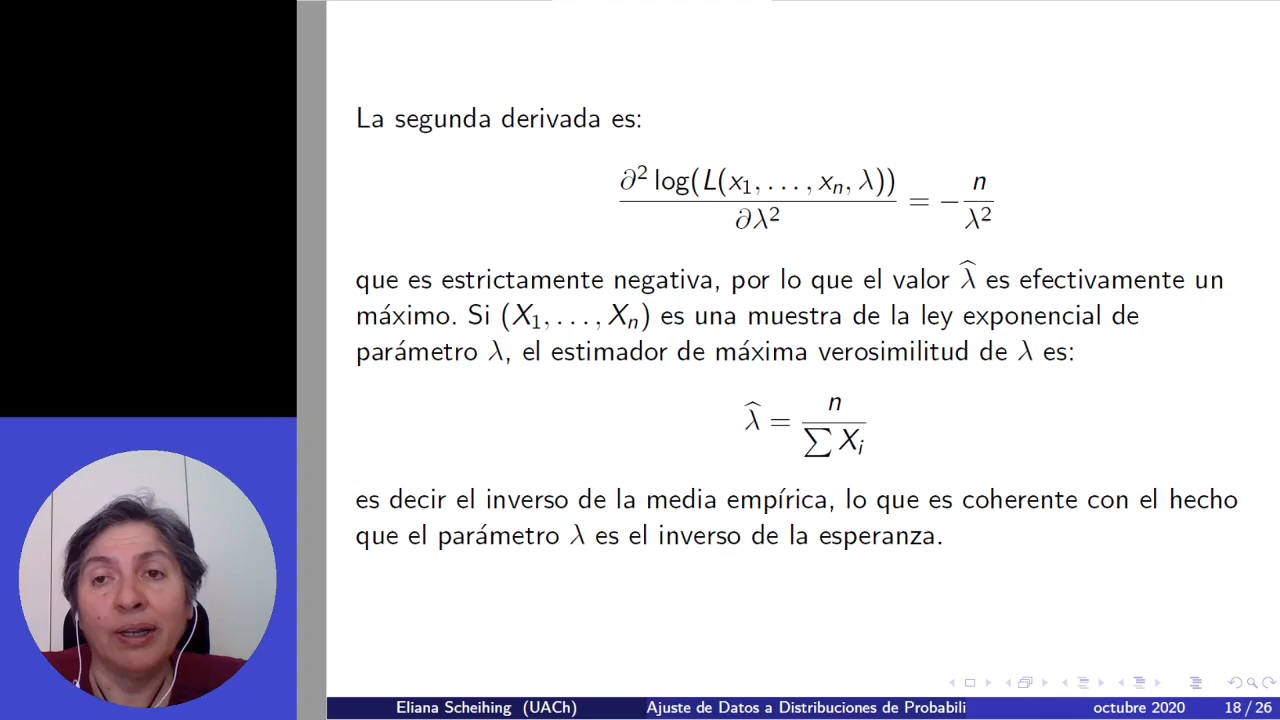 La segunda derivada es:
∂² log(L(x₁, . . . , xₙ, λ)) / ∂λ² = − n / λ²
que es estrictamente negativa, por lo que el valor λ̂ es efectivamente un
máximo. Si (X₁, . . . , Xₙ) es una muestra de la ley exponencial de
parámetro λ, el estimador de máxima verosimilitud de λ es:
λ̂ = n / ∑ Xᵢ
es decir el inverso de la media empírica, lo que es coherente con el hecho
que el parámetro λ es el inverso de la esperanza.
Eliana Scheihing (UACh) Ajuste de Datos a Distribuciones de Probabili octubre 2020 18 / 26